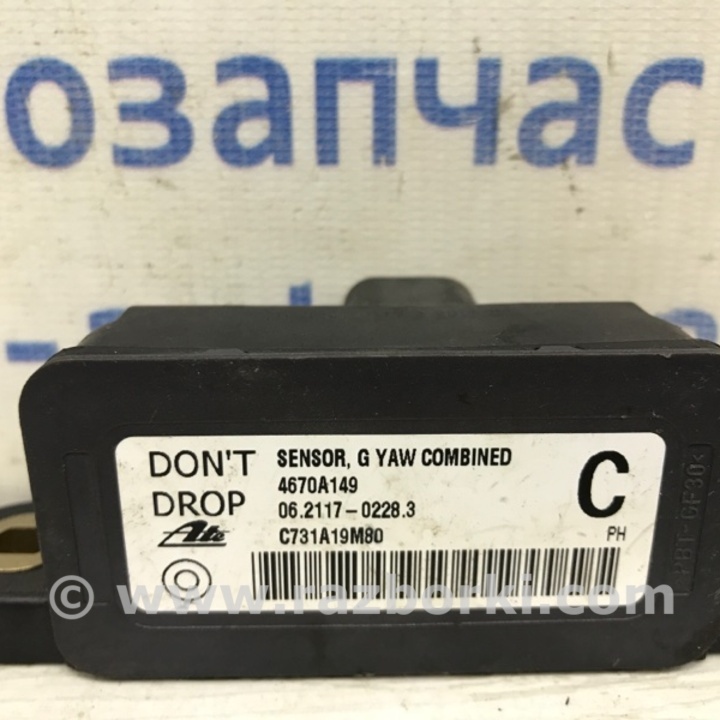 озапчас
DON'T
DROP
Ate
SENSOR, G YAW COMBINED
4670A149
06.2117-0228.3
C731A19M80
C
PH
© www.razborki.com